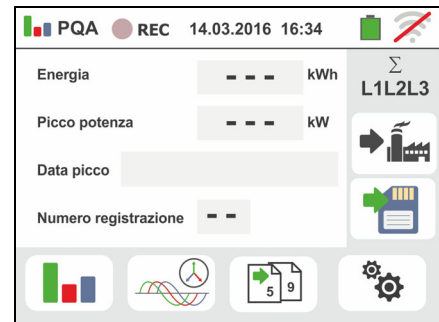 PQA REC 14.03.2016 16:34
Energia --- kWh
Σ
L1L2L3
Picco potenza --- kW
Data picco
Numero registrazione --
5 9